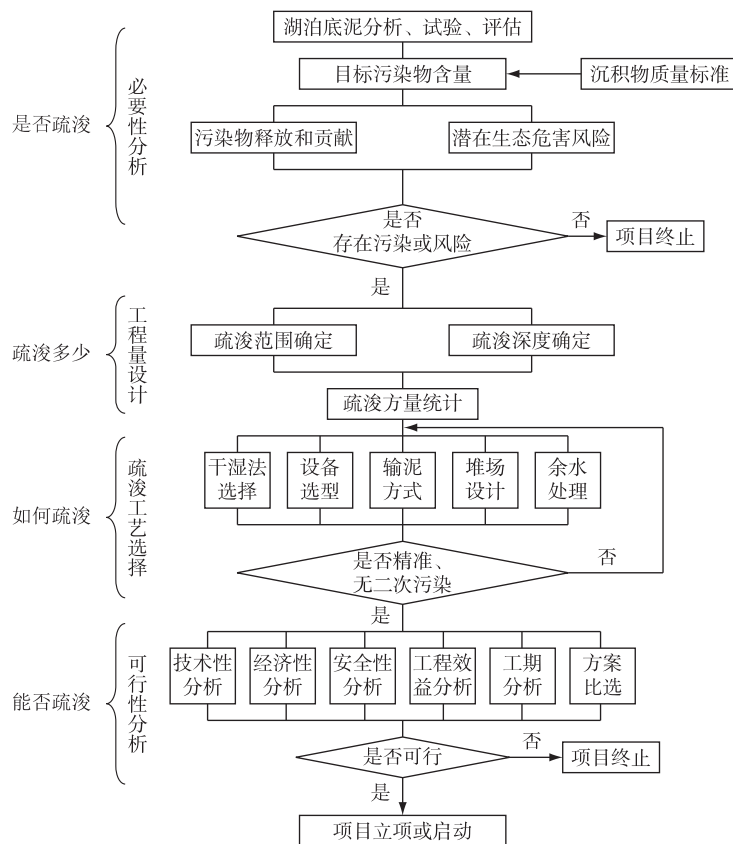 湖泊底泥分析、试验、评估
目标污染物含量
沉积物质量标准
是否疏浚
必要性分析
污染物释放和贡献
潜在生态危害风险
是否
存在污染或风险
否
项目终止
是
疏浚多少
工程量设计
疏浚范围确定
疏浚深度确定
疏浚方量统计
如何疏浚
疏浚工艺选择
干湿法
选择
设备
选型
输泥
方式
堆场
设计
余水
处理
是否精准、
无二次污染
否
是
能否疏浚
可行性分析
技术性
分析
经济性
分析
安全性
分析
工程效
益分析
工期
分析
方案
比选
是否可行
否
项目终止
是
项目立项或启动